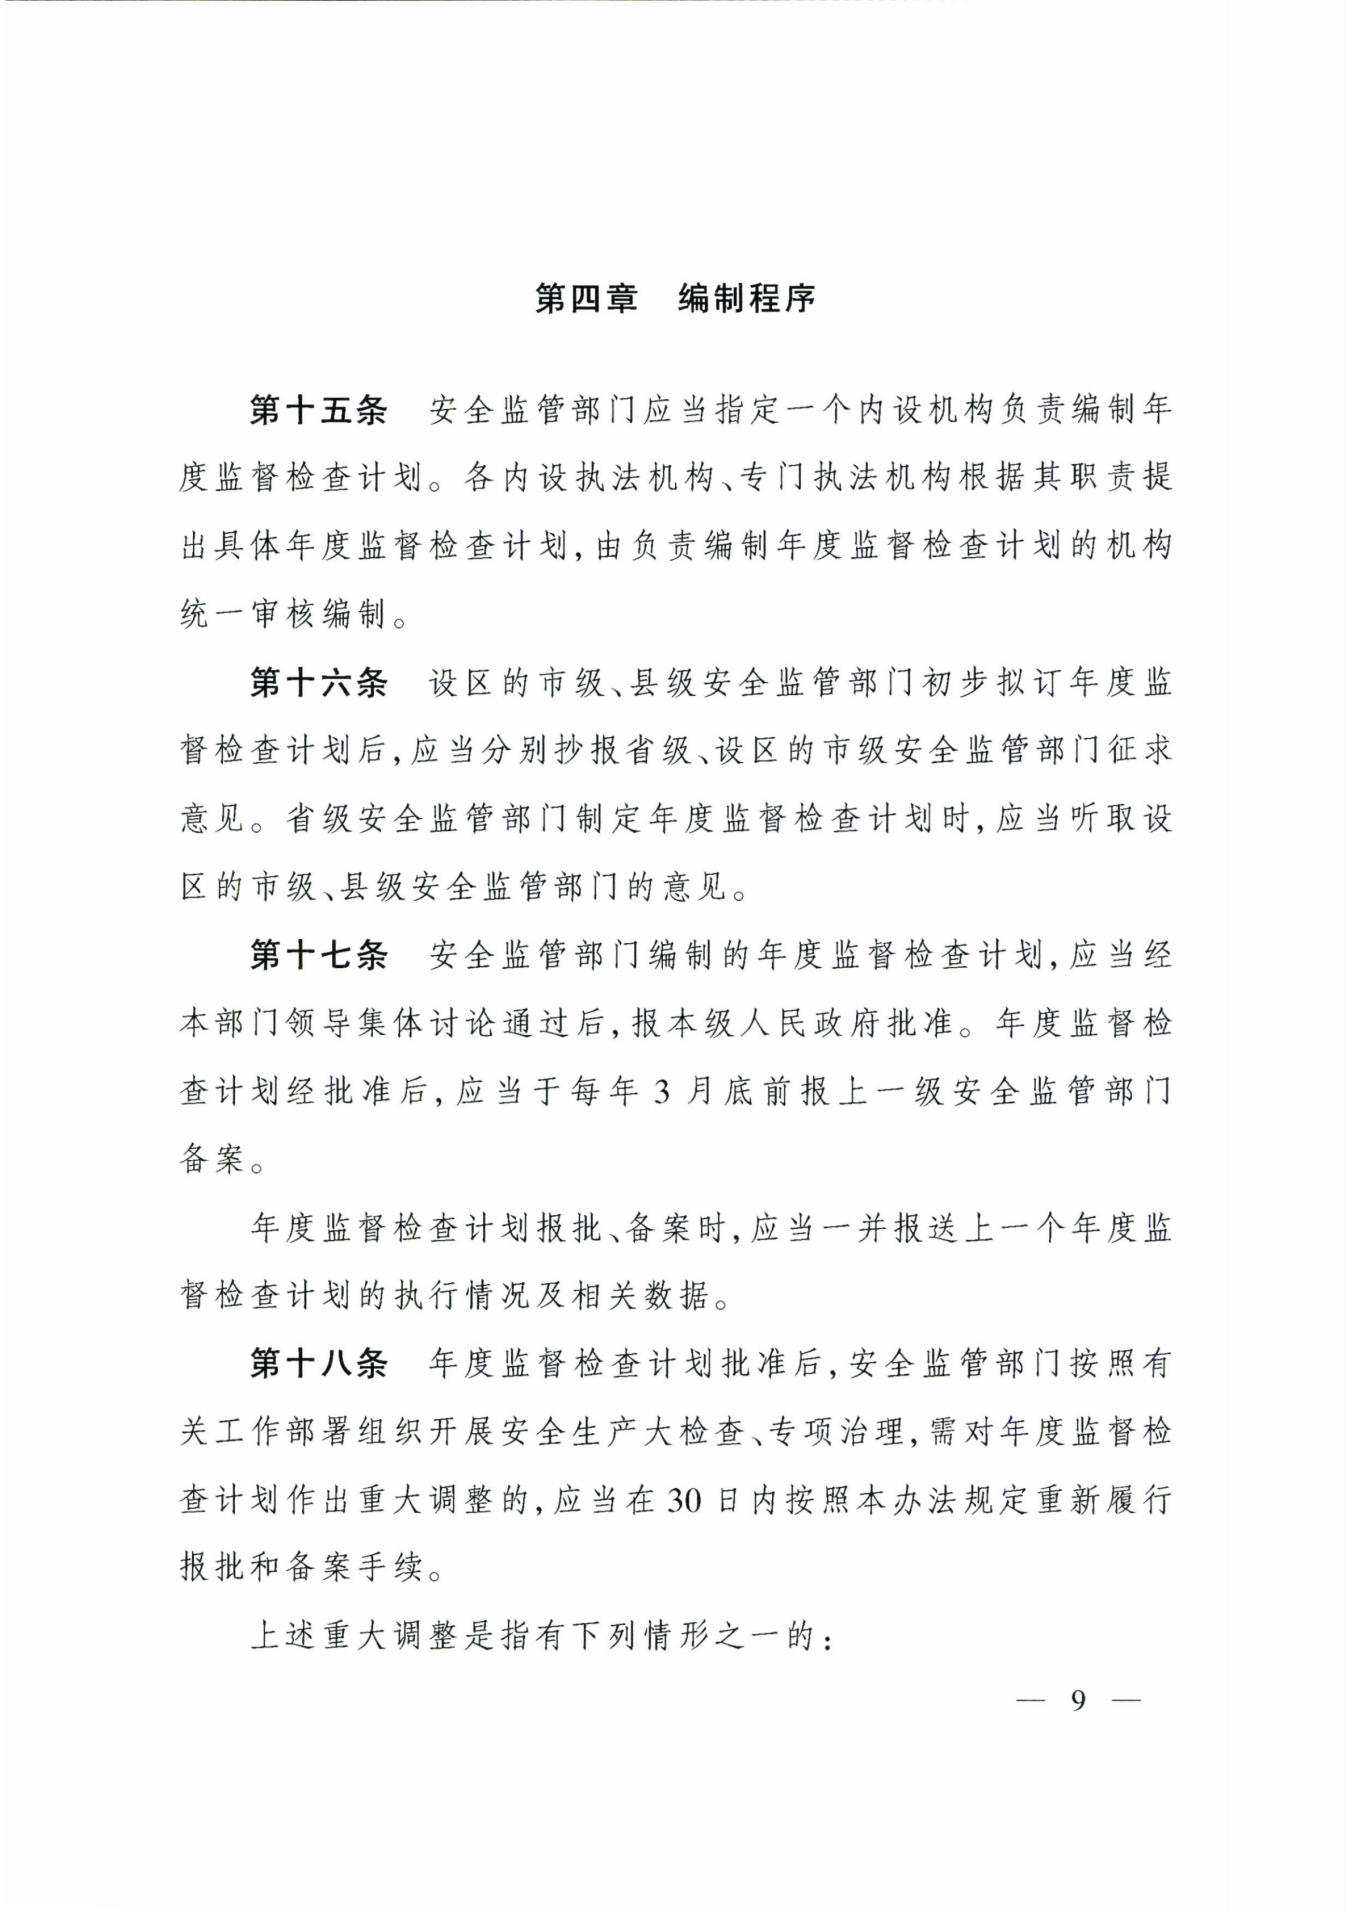 第四章　编制程序
第十五条　安全监管部门应当指定一个内设机构负责编制年
度监督检查计划。各内设执法机构、专门执法机构根据其职责提
出具体年度监督检查计划,由负责编制年度监督检查计划的机构
统一审核编制。
第十六条　设区的市级、县级安全监管部门初步拟订年度监
督检查计划后,应当分别抄报省级、设区的市级安全监管部门征求
意见。省级安全监管部门制定年度监督检查计划时,应当听取设
区的市级、县级安全监管部门的意见。
第十七条　安全监管部门编制的年度监督检查计划,应当经
本部门领导集体讨论通过后,报本级人民政府批准。年度监督检
查计划经批准后,应当于每年 3 月底前报上一级安全监管部门
备案。
年度监督检查计划报批、备案时,应当一并报送上一个年度监
督检查计划的执行情况及相关数据。
第十八条　年度监督检查计划批准后,安全监管部门按照有
关工作部署组织开展安全生产大检查、专项治理,需对年度监督检
查计划作出重大调整的,应当在 30 日内按照本办法规定重新履行
报批和备案手续。
上述重大调整是指有下列情形之一的:
— 9 —